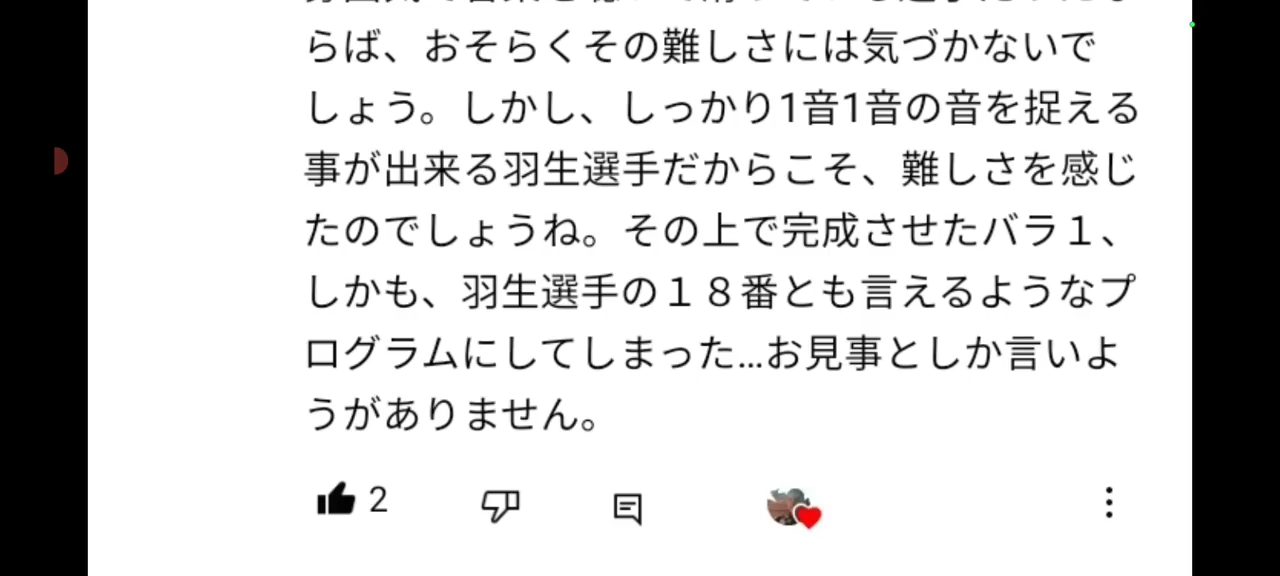 らば、おそらくその難しさには気づかないで
しょう。しかし、しっかり1音1音の音を捉える
事が出来る羽生選手だからこそ、難しさを感じ
たのでしょうね。その上で完成させたバラ１、
しかも、羽生選手の１８番とも言えるようなプ
ログラムにしてしまった…お見事としか言いよ
うがありません。
2